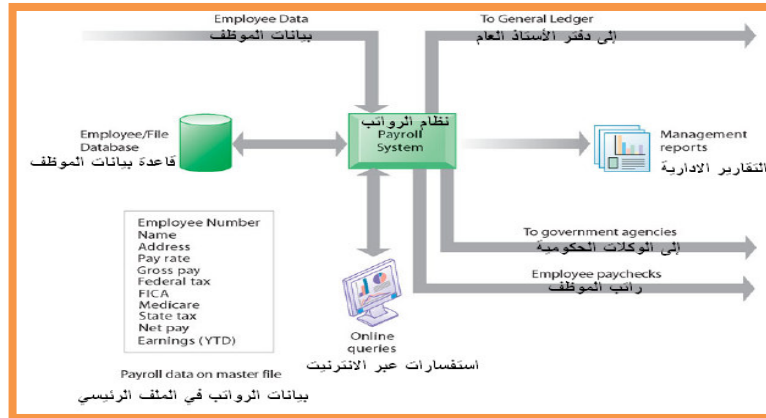 Employee Data
بيانات الموظف
To General Ledger
إلى دفتر الأستاذ العام
Employee/File
Database
قاعدة بيانات الموظف
نظام الرواتب
Payroll
System
Management
reports
التقارير الادارية
Employee Number
Name
Address
Pay rate
Gross pay
Federal tax
FICA
Medicare
State tax
Net pay
Earnings (YTD)
To government agencies
إلى الوكلات الحكومية
Employee paychecks
راتب الموظف
Online
queries
استفسارات عبر الانترنيت
Payroll data on master file
بيانات الرواتب في الملف الرئيسي